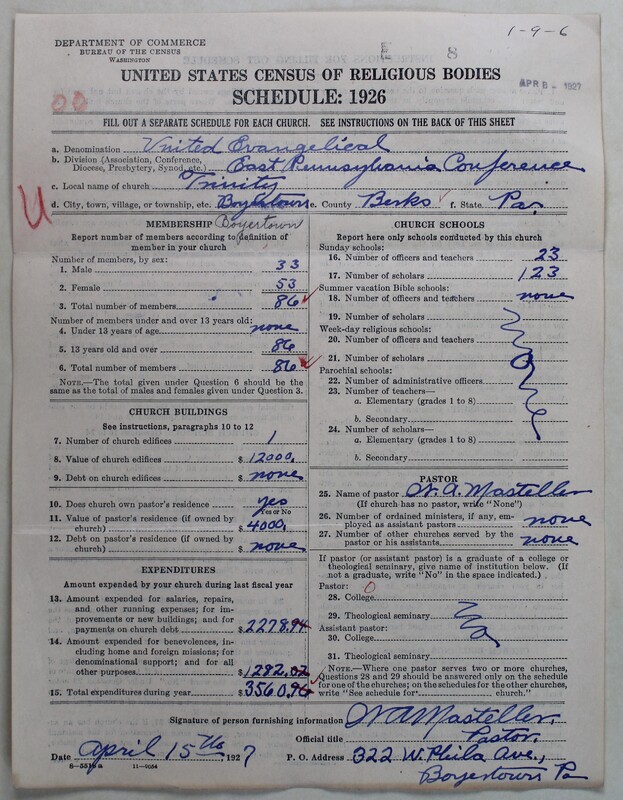 1-9-6
DEPARTMENT OF COMMERCE
BUREAU OF THE CENSUS
WASHINGTON
E 8
UNITED STATES CENSUS OF RELIGIOUS BODIES
SCHEDULE: 1926
APR 8 - 1927
00
FILL OUT A SEPARATE SCHEDULE FOR EACH CHURCH. SEE INSTRUCTIONS ON THE BACK OF THIS SHEET
a. Denomination United Evangelical
b. Division (Association, Conference, Diocese, Presbytery, Synod, etc.) East Pennsylvania Conference
c. Local name of church Trinity
d. City, town, village, or township, etc. Boyertown e. County Berks f. State Pa.
U
Boyertown
MEMBERSHIP
Report number of members according to definition of member in your church
Number of members, by sex:
1. Male 33
2. Female 53
3. Total number of members 86
Number of members under and over 13 years old:
4. Under 13 years of age none
5. 13 years old and over 86
6. Total number of members 86
NOTE.—The total given under Question 6 should be the same as the total of males and females given under Question 3.
CHURCH BUILDINGS
See instructions, paragraphs 10 to 12
7. Number of church edifices 1
8. Value of church edifices $ 12000.
9. Debt on church edifices $ none
10. Does church own pastor's residence yes
Yes or No
11. Value of pastor's residence (if owned by church) $ 4000.
12. Debt on pastor's residence (if owned by church) $ none
EXPENDITURES
Amount expended by your church during last fiscal year
13. Amount expended for salaries, repairs, and other running expenses; for improvements or new buildings; and for payments on church debt $ 2278.94
14. Amount expended for benevolences, including home and foreign missions; for denominational support; and for all other purposes $ 1282.02
15. Total expenditures during year $ 3560.96
CHURCH SCHOOLS
Report here only schools conducted by this church
Sunday schools:
16. Number of officers and teachers 23
17. Number of scholars 123
Summer vacation Bible schools:
18. Number of officers and teachers none
19. Number of scholars
Week-day religious schools:
20. Number of officers and teachers
21. Number of scholars
Parochial schools:
22. Number of administrative officers
23. Number of teachers—
a. Elementary (grades 1 to 8)
b. Secondary
24. Number of scholars—
a. Elementary (grades 1 to 8)
b. Secondary
PASTOR
25. Name of pastor W. A. Masteller
(If church has no pastor, write "None")
26. Number of ordained ministers, if any, employed as assistant pastors none
27. Number of other churches served by the pastor or his assistants none
If pastor (or assistant pastor) is a graduate of a college or theological seminary, give name of institution below. (If not a graduate, write "No" in the space indicated.)
Pastor: 0
28. College
29. Theological seminary
Assistant pastor:
30. College
31. Theological seminary
NOTE.—Where one pastor serves two or more churches, Questions 28 and 29 should be answered only on the schedule for one of the churches; on the schedules for the other churches, write "See schedule for church."
Signature of person furnishing information W A Masteller.
Official title Pastor.
Date April 15th 1927 P. O. Address 322 W. Phila Ave.,
Boyertown Pa